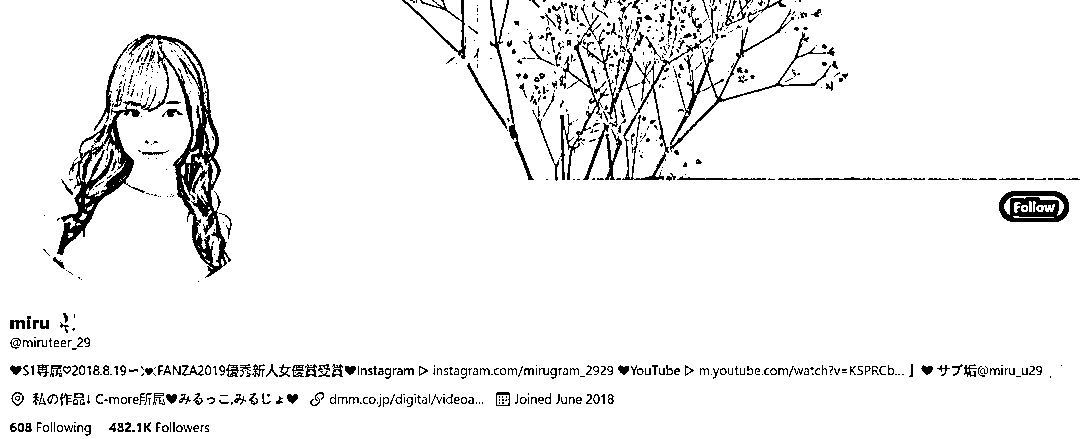 Follow
miru
@miruteer_29
♥S1専属♡2018.8.19~♥FANZA2019優秀新人女優賞受賞♥Instagram ▷ instagram.com/mirugram_2929 ♥YouTube ▷ m.youtube.com/watch?v=K5PRCb... 」♥ サブ垢@miru_u29
私の作品↓ C-more所属♥みるっこ,みるじょ♥ dmm.co.jp/digital/videoa... Joined June 2018
608 Following 482.1K Followers